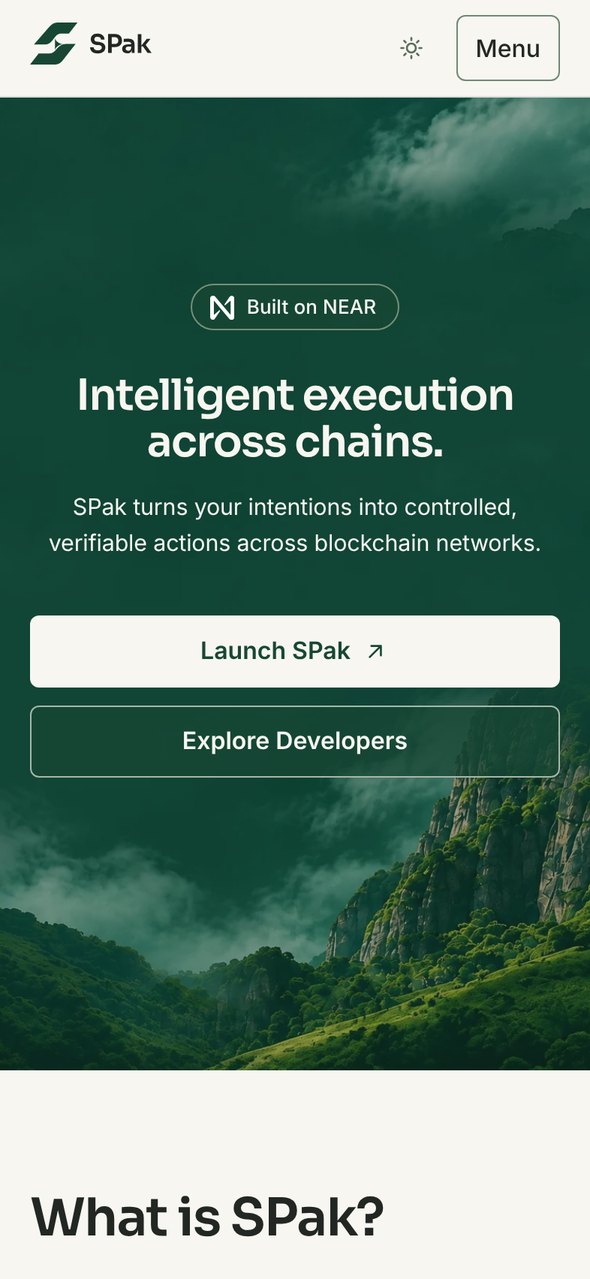 SPak
Menu
Built on NEAR
Intelligent execution
across chains.
SPak turns your intentions into controlled,
verifiable actions across blockchain networks.
Launch SPak
Explore Developers
What is SPak?